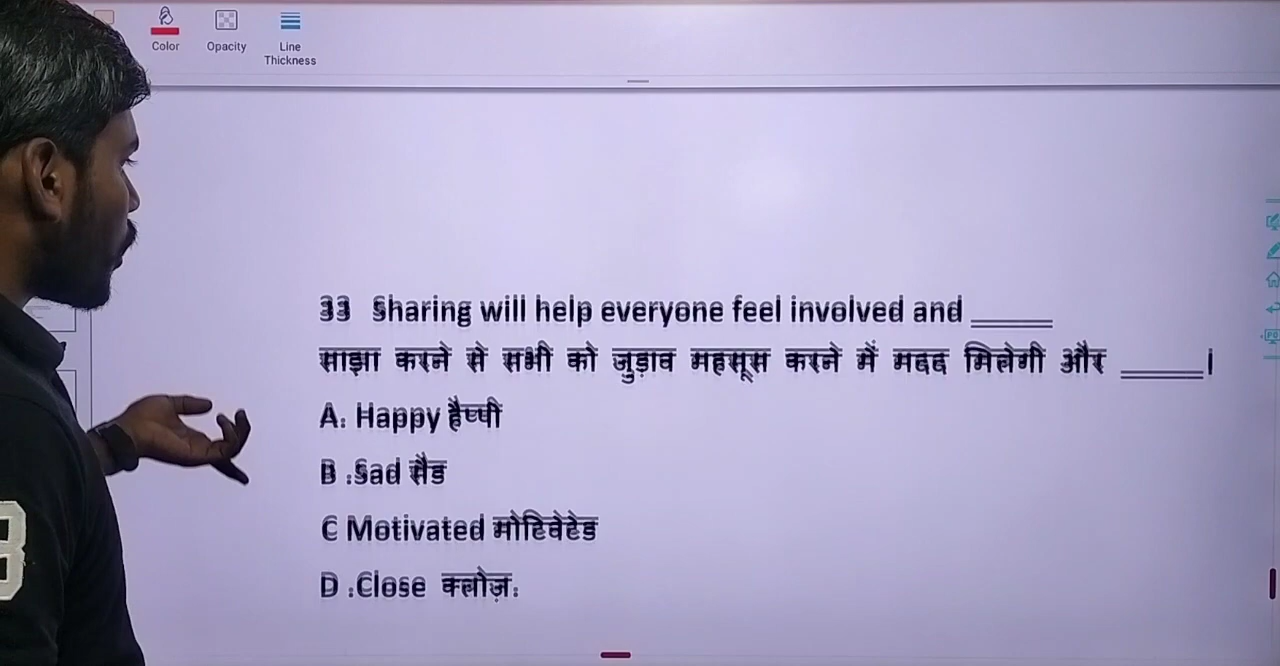 Color
Opacity
Line
Thickness
33 Sharing will help everyone feel involved and _____
साझा करने से सभी को जुड़ाव महसूस करने में मदद मिलेगी और _____।
A. Happy हैप्पी
B .Sad सैड
C Motivated मोटिवेटेड
D .Close क्लोज़.